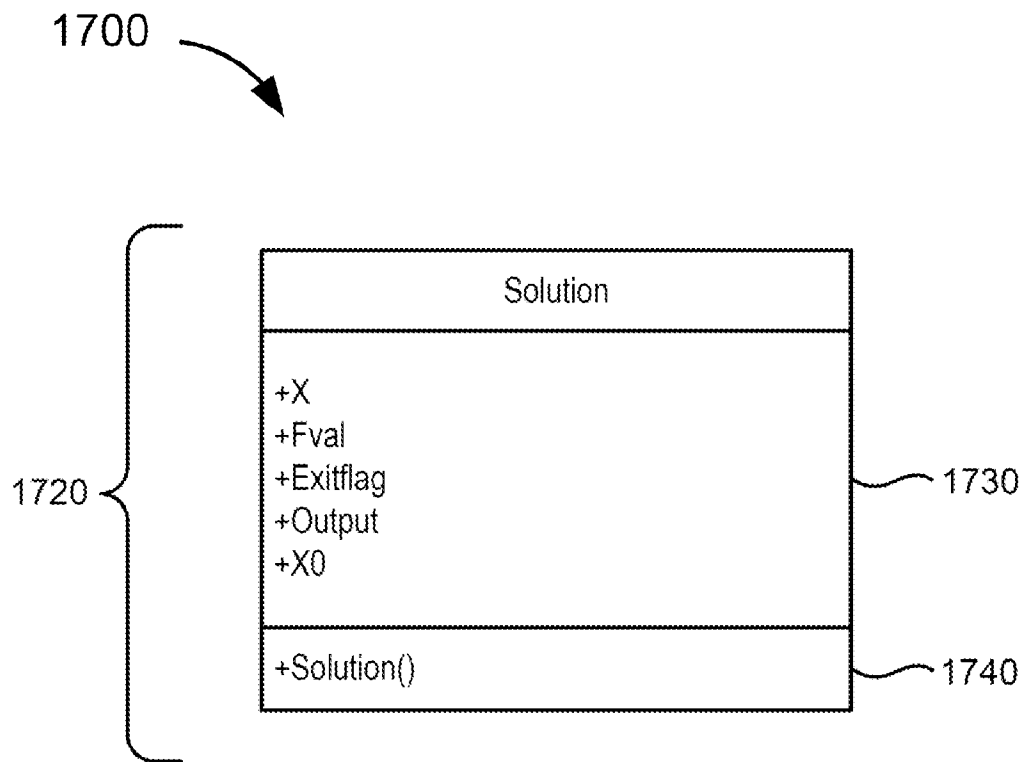 1700
Solution
+X
+Fval
+Exitflag
+Output
+X0
1720
1730
+Solution()
1740